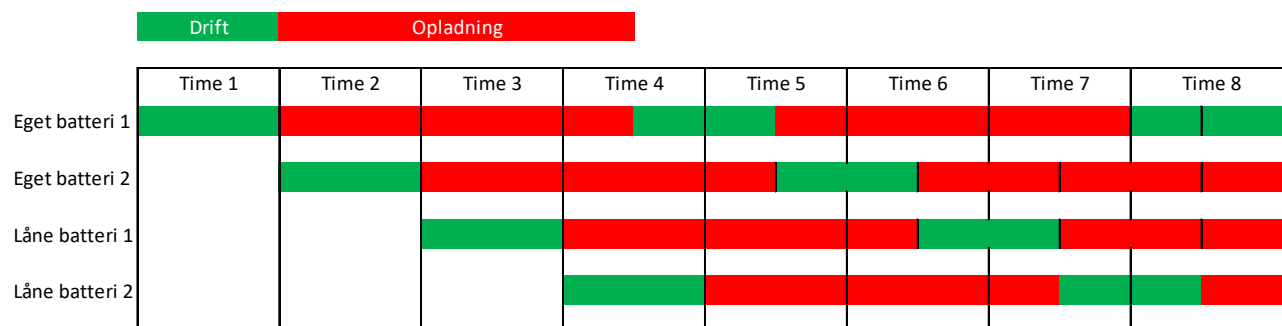 Drift Opladning
Time 1 Time 2 Time 3 Time 4 Time 5 Time 6 Time 7 Time 8
Eget batteri 1
Eget batteri 2
Låne batteri 1
Låne batteri 2